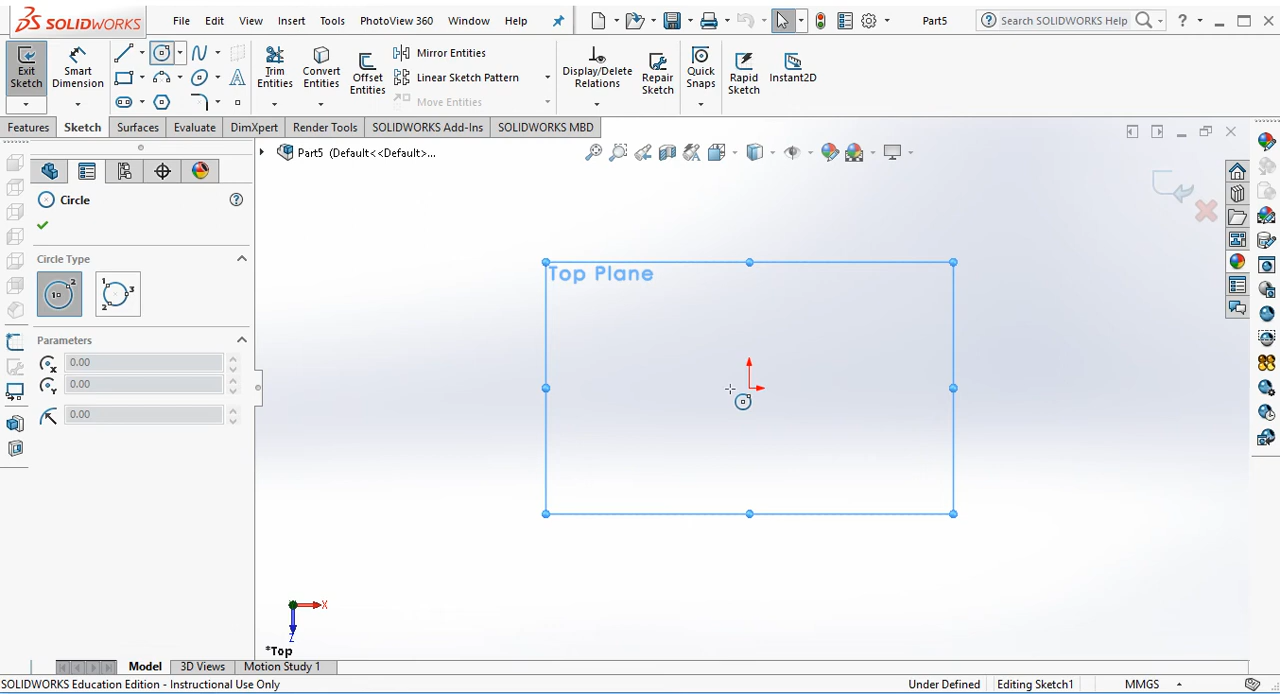 SOLIDWORKS File Edit View Insert Tools PhotoView 360 Window Help Part5 Search SOLIDWORKS Help ?
Exit Sketch
Smart Dimension
Trim Entities
Convert Entities
Offset Entities
Mirror Entities
Linear Sketch Pattern
Move Entities
Display/Delete Relations
Repair Sketch
Quick Snaps
Rapid Sketch
Instant2D
Features Sketch Surfaces Evaluate DimXpert Render Tools SOLIDWORKS Add-Ins SOLIDWORKS MBD
Part5 (Default<<Default>...
Circle ?
Circle Type
Parameters
0.00
0.00
0.00
Top Plane
X
Z
*Top
Model 3D Views Motion Study 1
SOLIDWORKS Education Edition - Instructional Use Only Under Defined Editing Sketch1 MMGS